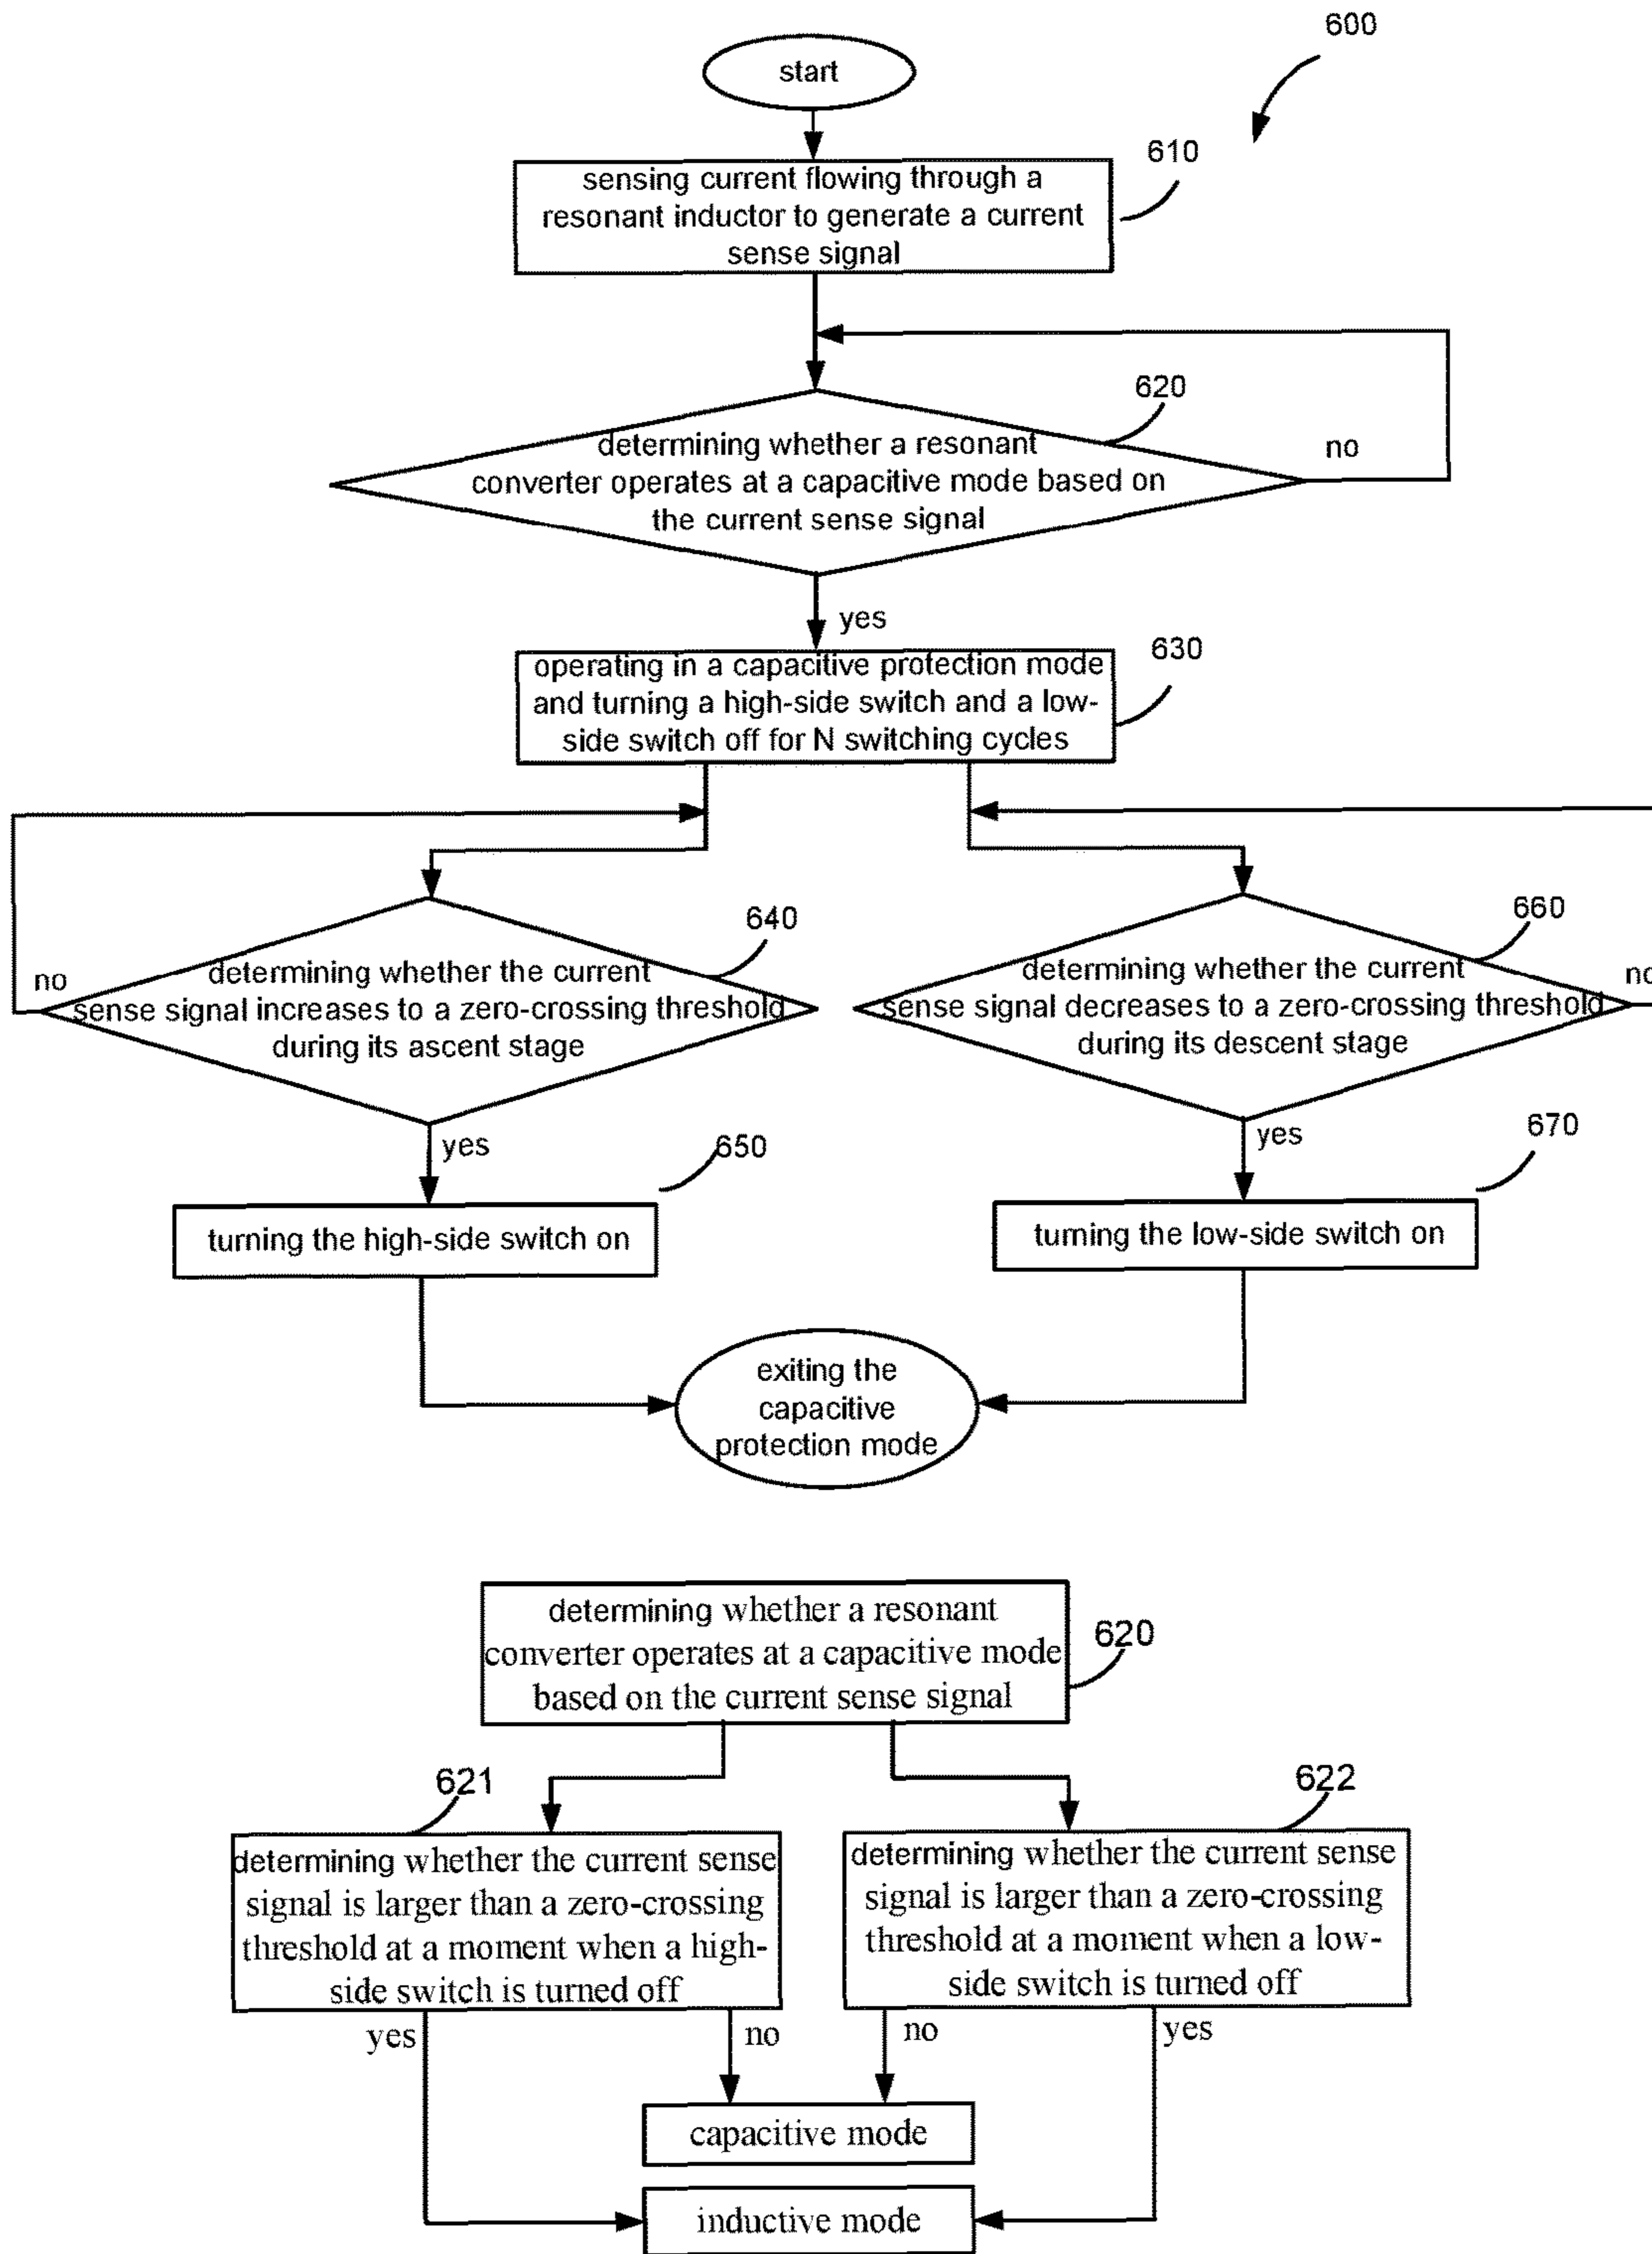 600
start
610
sensing current flowing through a
resonant inductor to generate a current
sense signal
620
determining whether a resonant
converter operates at a capacitive mode based on
the current sense signal
no
yes
630
operating in a capacitive protection mode
and turning a high-side switch and a low-
side switch off for N switching cycles
640
no
determining whether the current
sense signal increases to a zero-crossing threshold
during its ascent stage
yes
650
turning the high-side switch on
660
no
determining whether the current
sense signal decreases to a zero-crossing threshold
during its descent stage
yes
670
turning the low-side switch on
exiting the
capacitive
protection mode
determining whether a resonant
converter operates at a capacitive mode
based on the current sense signal
620
621
determining whether the current sense
signal is larger than a zero-crossing
threshold at a moment when a high-
side switch is turned off
yes
no
622
determining whether the current sense
signal is larger than a zero-crossing
threshold at a moment when a low-
side switch is turned off
no
yes
capacitive mode
inductive mode